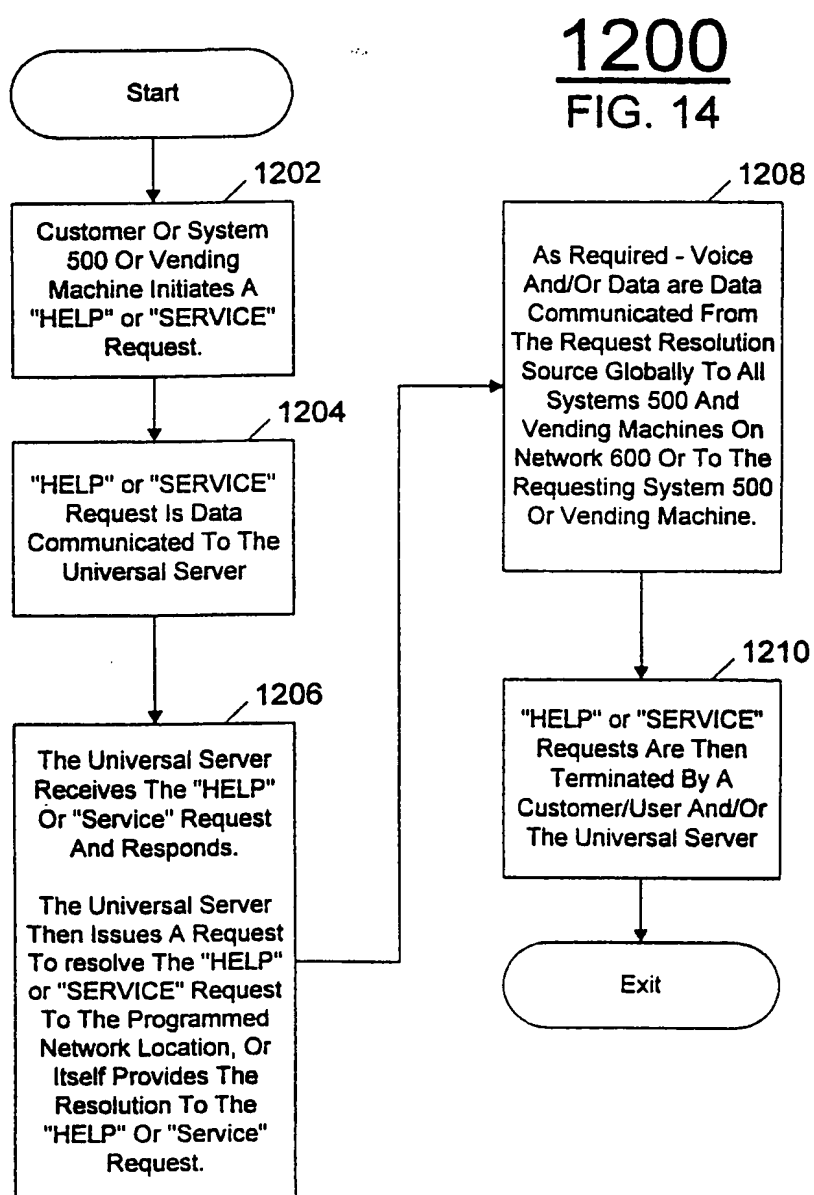 1200
FIG. 14
Start
1202
Customer Or System
500 Or Vending
Machine Initiates A
"HELP" or "SERVICE"
Request.
1204
"HELP" or "SERVICE"
Request Is Data
Communicated To The
Universal Server
1206
The Universal Server
Receives The "HELP"
Or "Service" Request
And Responds.
The Universal Server
Then Issues A Request
To resolve The "HELP"
or "SERVICE" Request
To The Programmed
Network Location, Or
Itself Provides The
Resolution To The
"HELP" Or "Service"
Request.
1208
As Required - Voice
And/Or Data are Data
Communicated From
The Request Resolution
Source Globally To All
Systems 500 And
Vending Machines On
Network 600 Or To The
Requesting System 500
Or Vending Machine.
1210
"HELP" or "SERVICE"
Requests Are Then
Terminated By A
Customer/User And/Or
The Universal Server
Exit